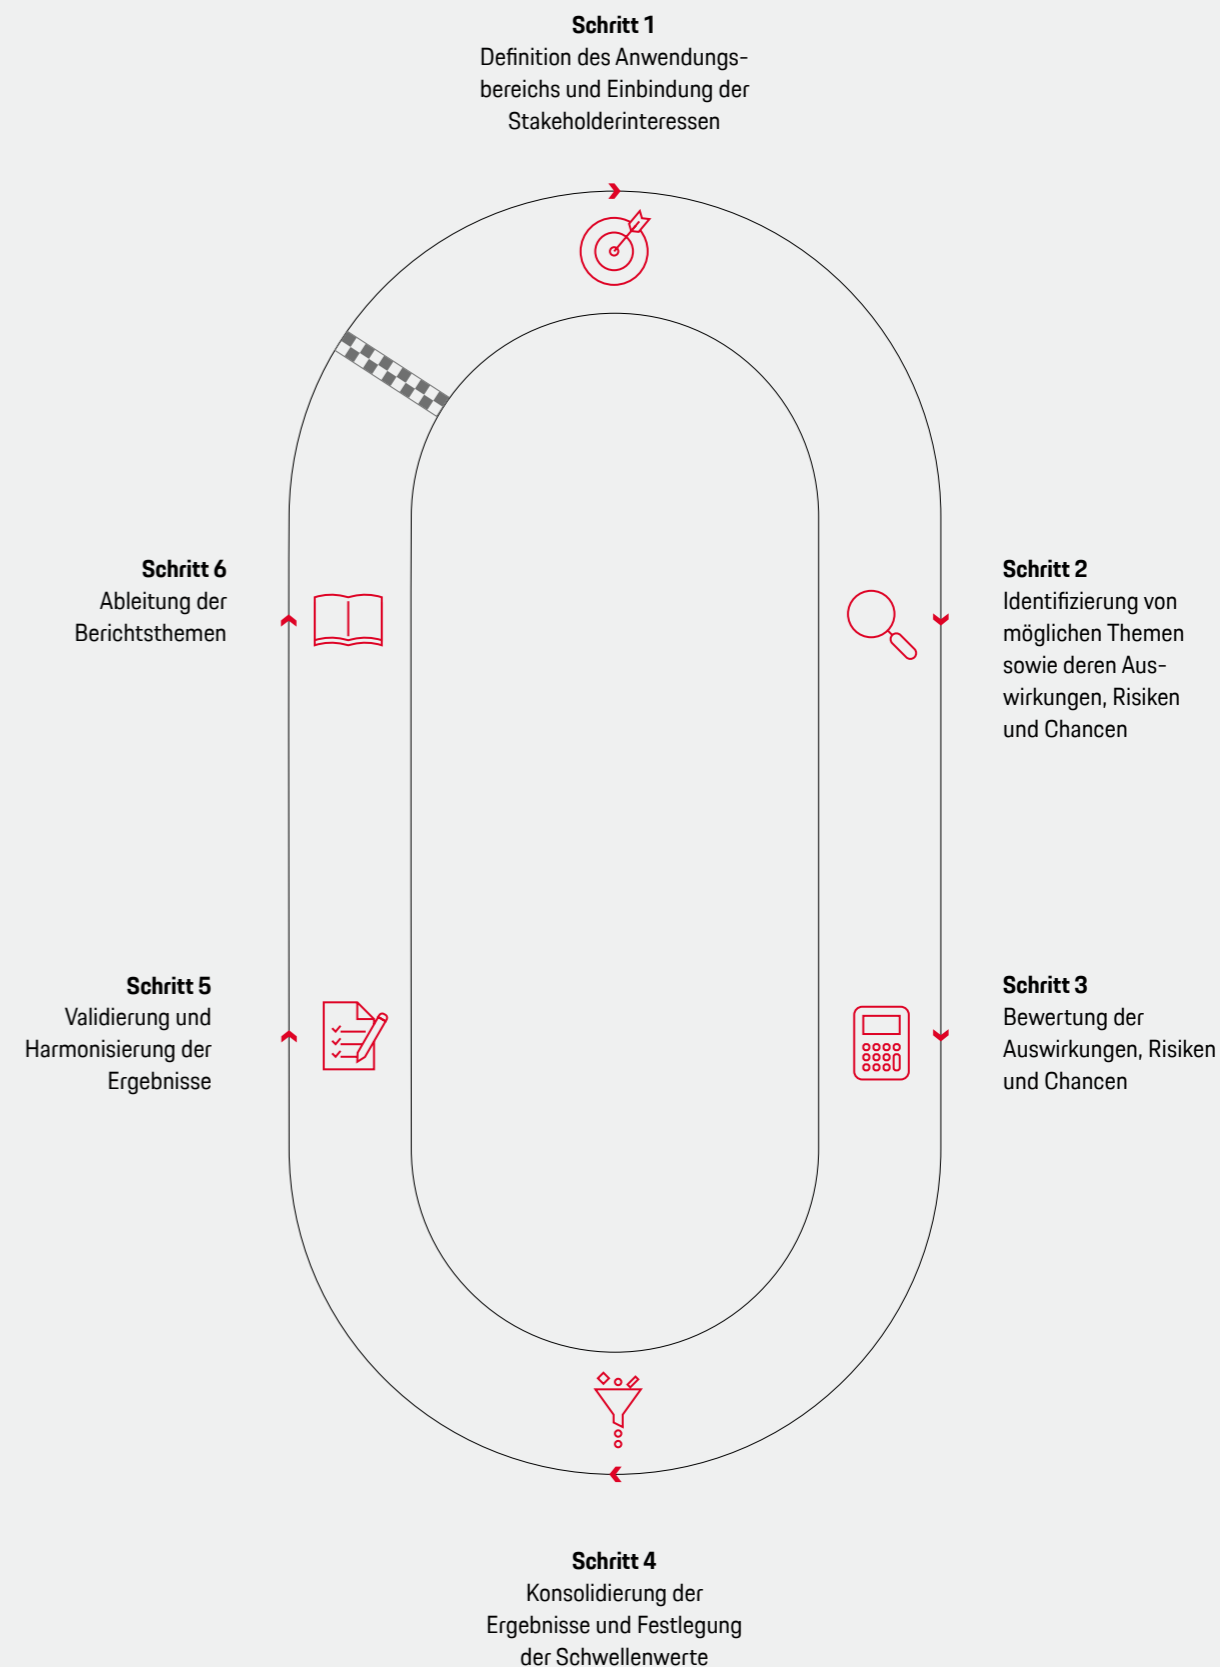 Schritt 1
Definition des Anwendungs-
bereichs und Einbindung der
Stakeholderinteressen
Schritt 2
Identifizierung von
möglichen Themen
sowie deren Aus-
wirkungen, Risiken
und Chancen
Schritt 3
Bewertung der
Auswirkungen, Risiken
und Chancen
Schritt 4
Konsolidierung der
Ergebnisse und Festlegung
der Schwellenwerte
Schritt 5
Validierung und
Harmonisierung der
Ergebnisse
Schritt 6
Ableitung der
Berichtsthemen